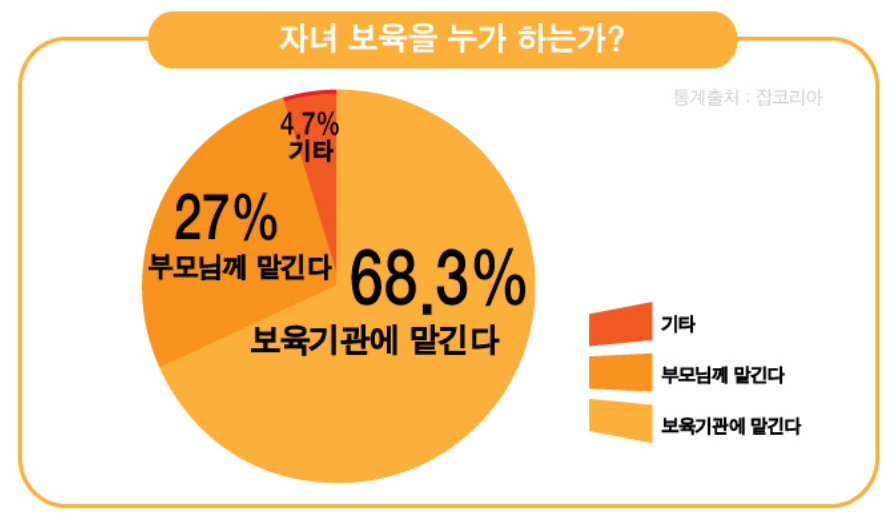 자녀 보육을 누가 하는가?
통계출처 : 잡코리아
4.7%
기타
27%
부모님께 맡긴다
68.3%
보육기관에 맡긴다
기타
부모님께 맡긴다
보육기관에 맡긴다